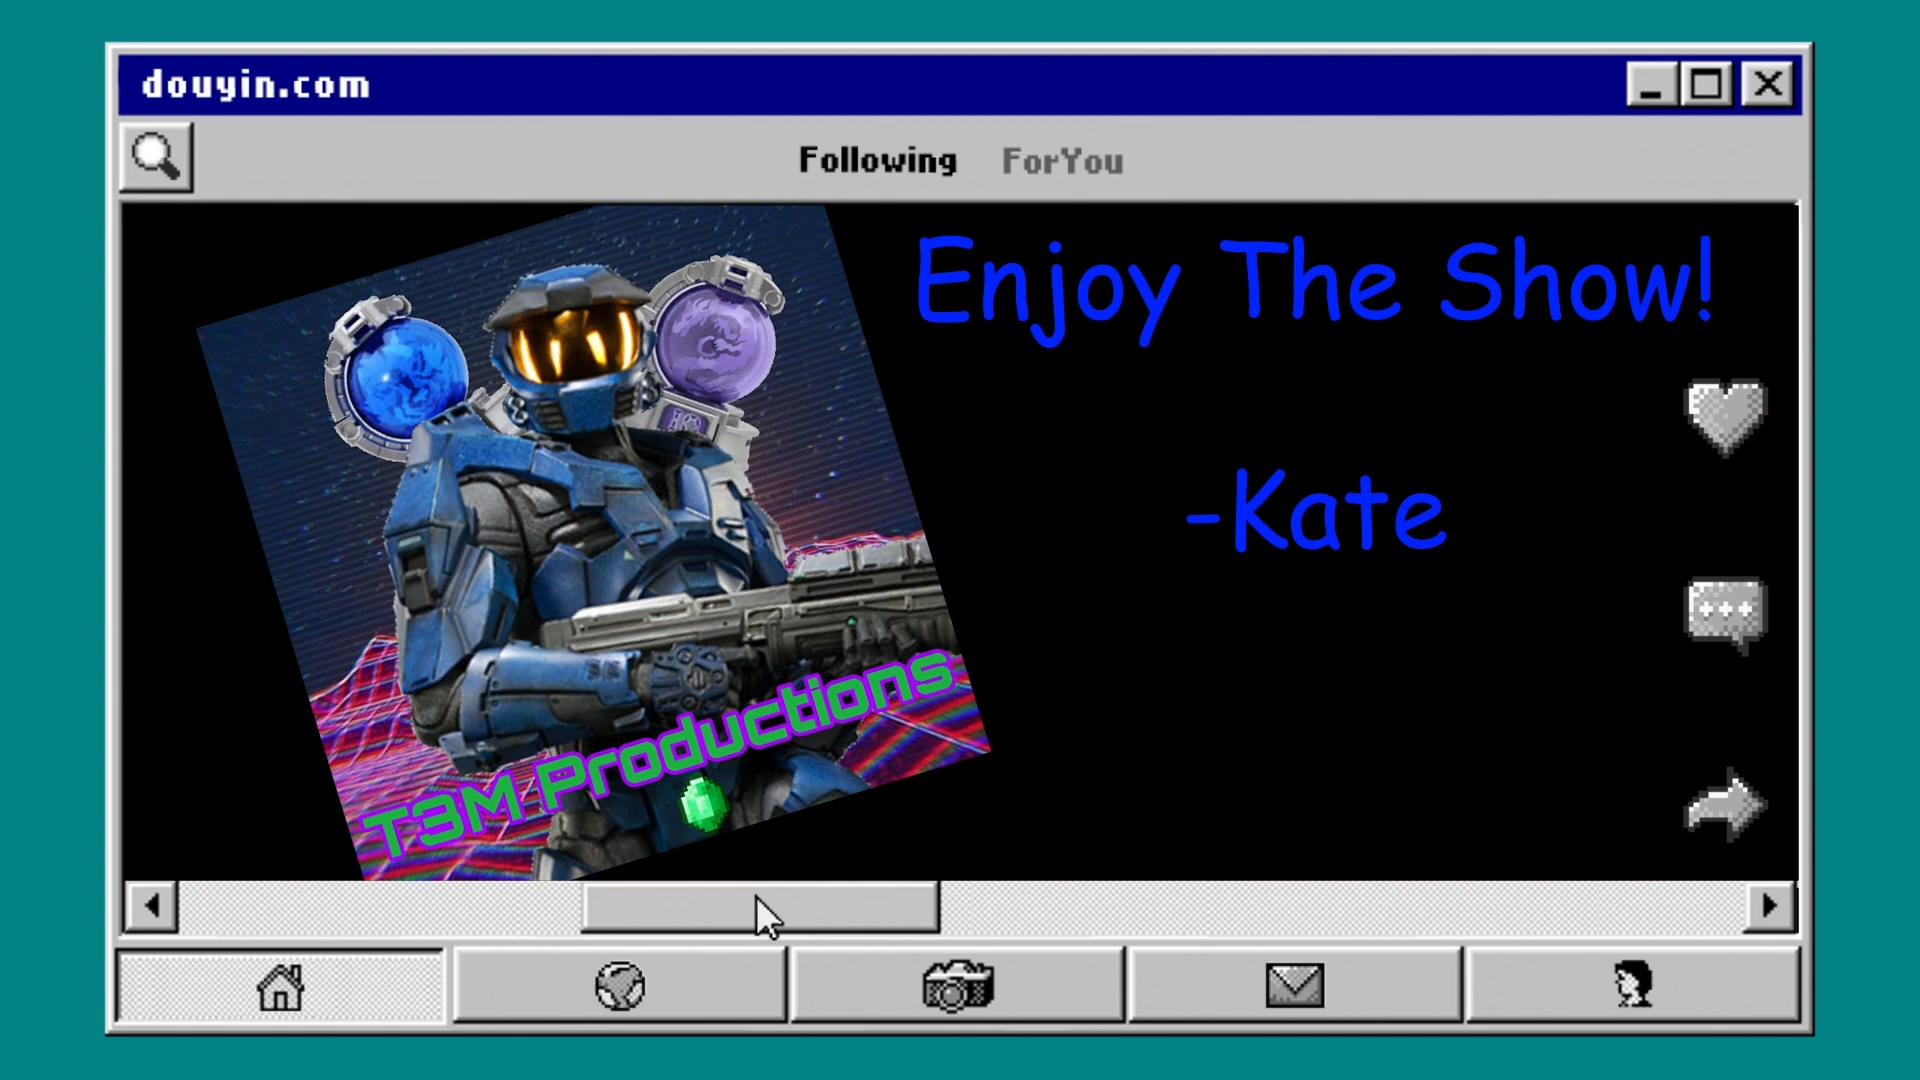 douyin.com
Following ForYou
Enjoy The Show!
-Kate
T3M Productions